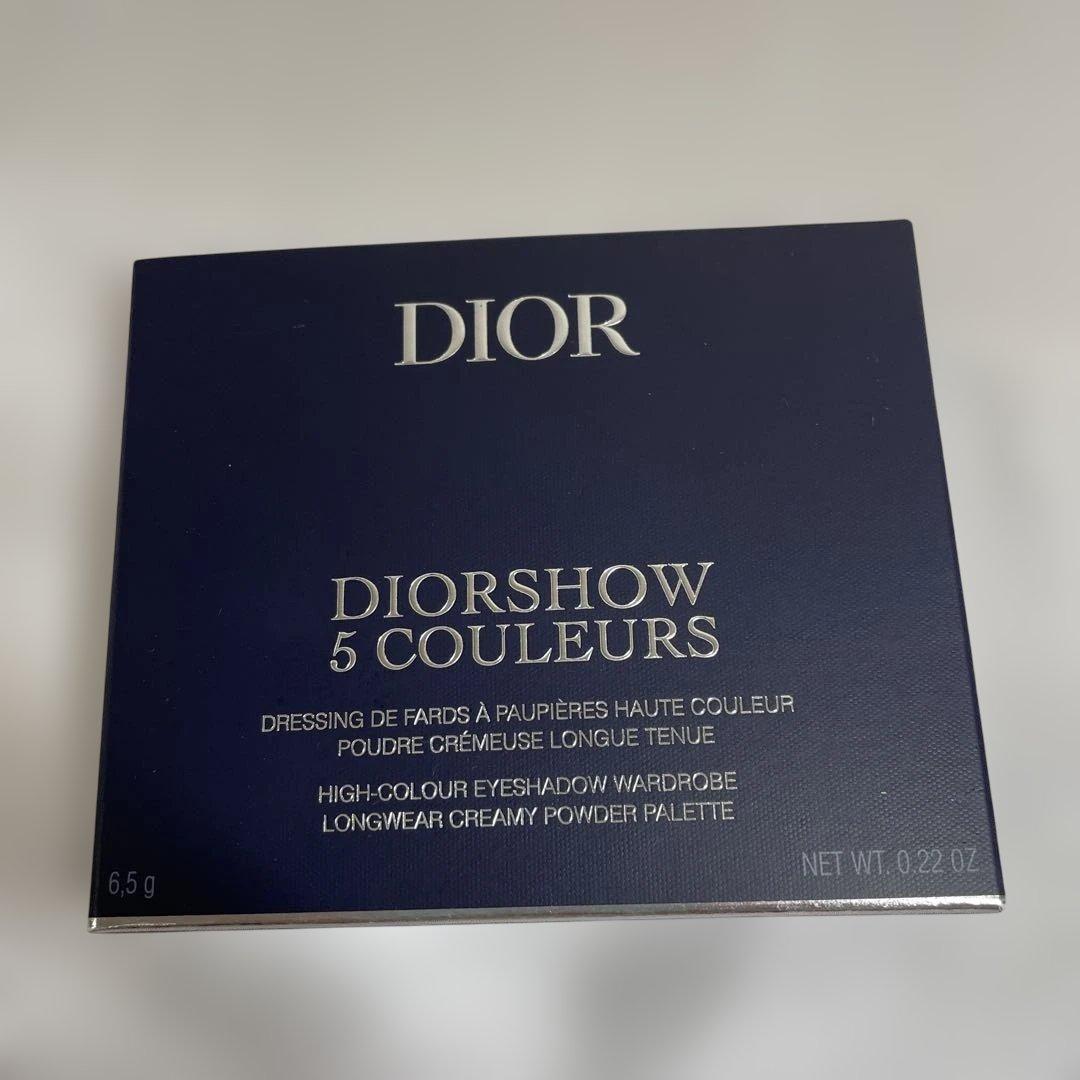 DIOR
DIORSHOW
5 COULEURS
DRESSING DE FARDS À PAUPIÈRES HAUTE COULEUR
POUDRE CRÉMEUSE LONGUE TENUE
HIGH-COLOUR EYESHADOW WARDROBE
LONGWEAR CREAMY POWDER PALETTE
6,5 g
NET WT. 0.22 OZ